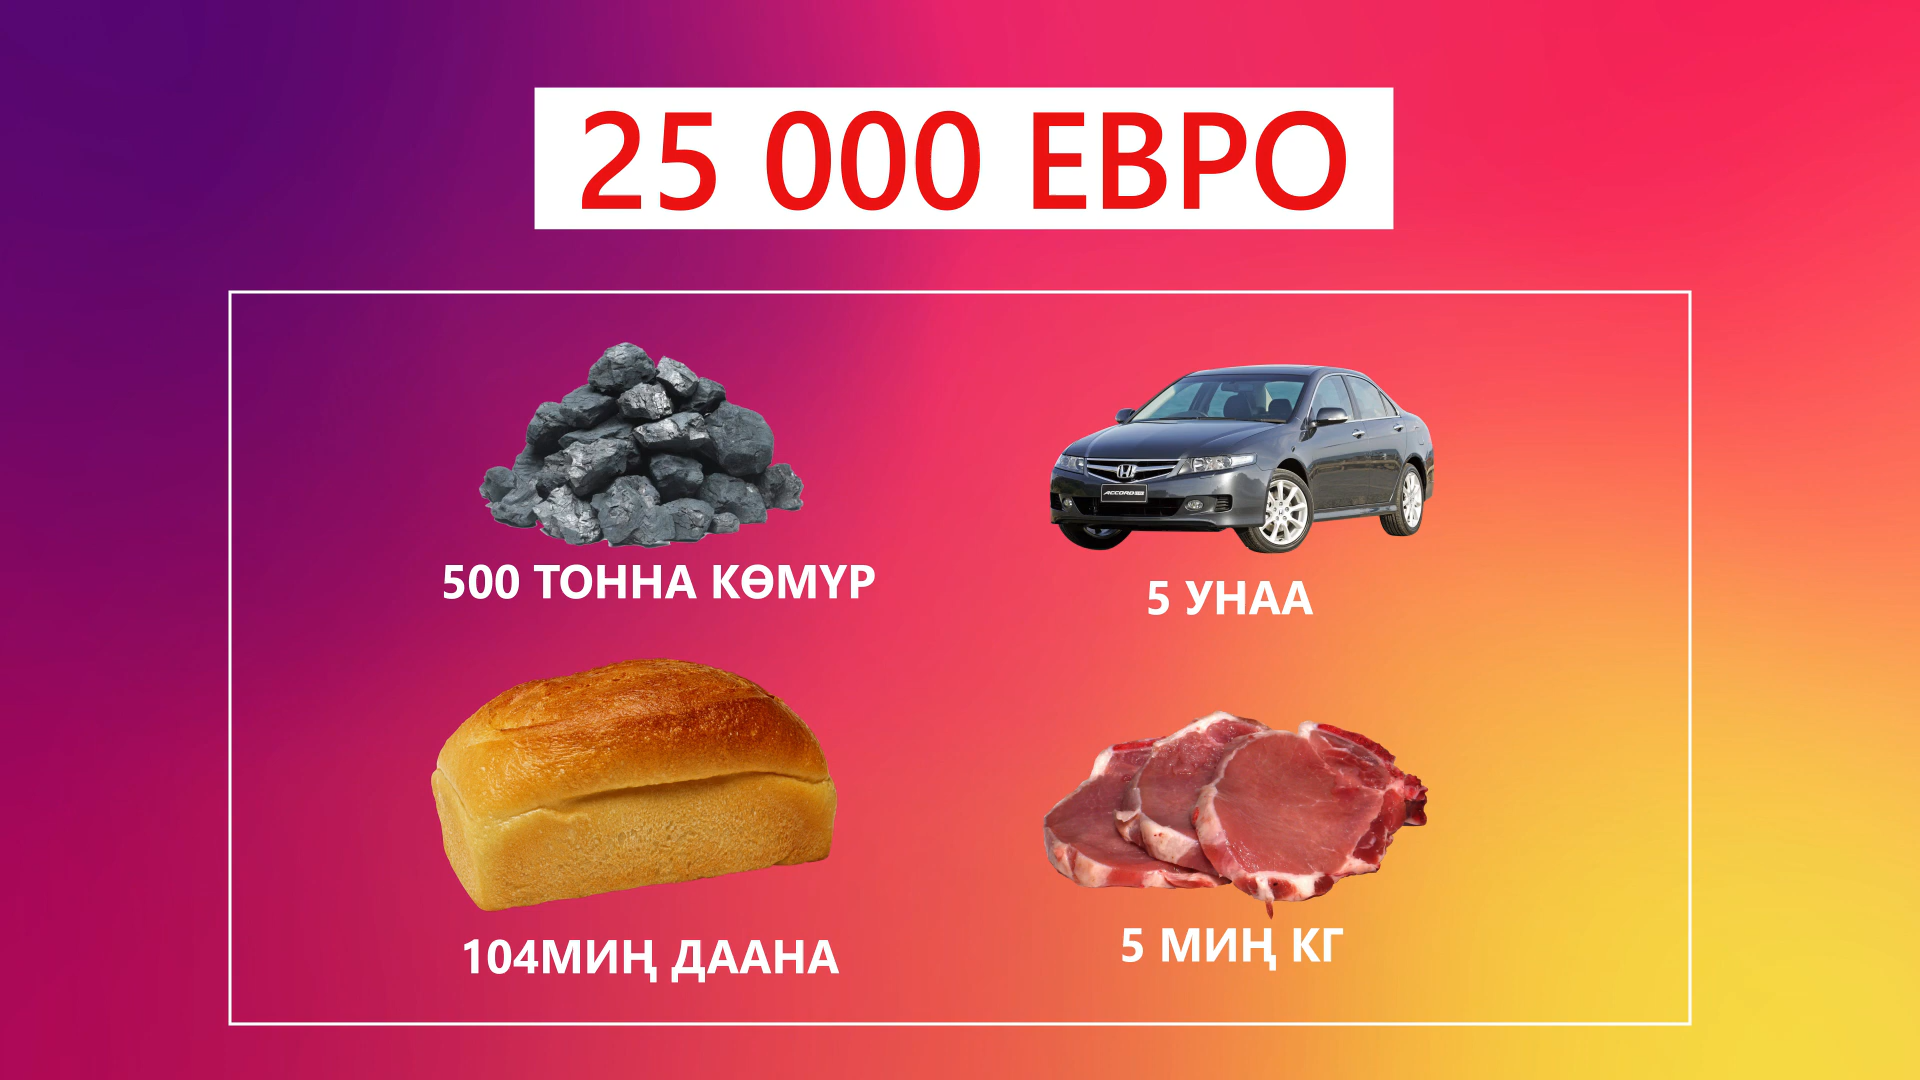 25 000 ЕВРО
500 ТОННА КӨМҮР
5 УНАА
104МИҢ ДААНА
5 МИҢ КГ